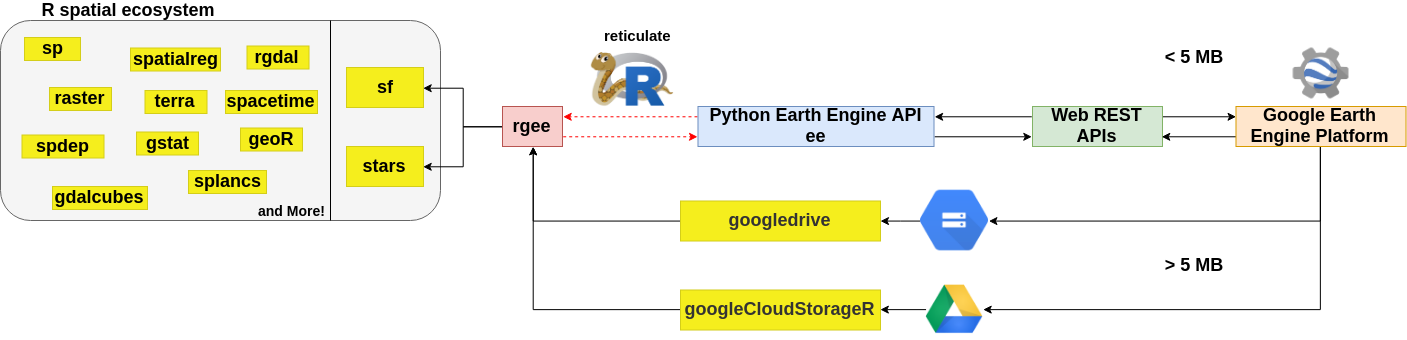 R spatial ecosystem
sp
spatialreg
rgdal
raster
terra
spacetime
spdep
gstat
geoR
splancs
gdalcubes
and More!
sf
stars
rgee
reticulate
R
Python Earth Engine API
ee
< 5 MB
Web REST
APIs
Google Earth
Engine Platform
googledrive
> 5 MB
googleCloudStorageR